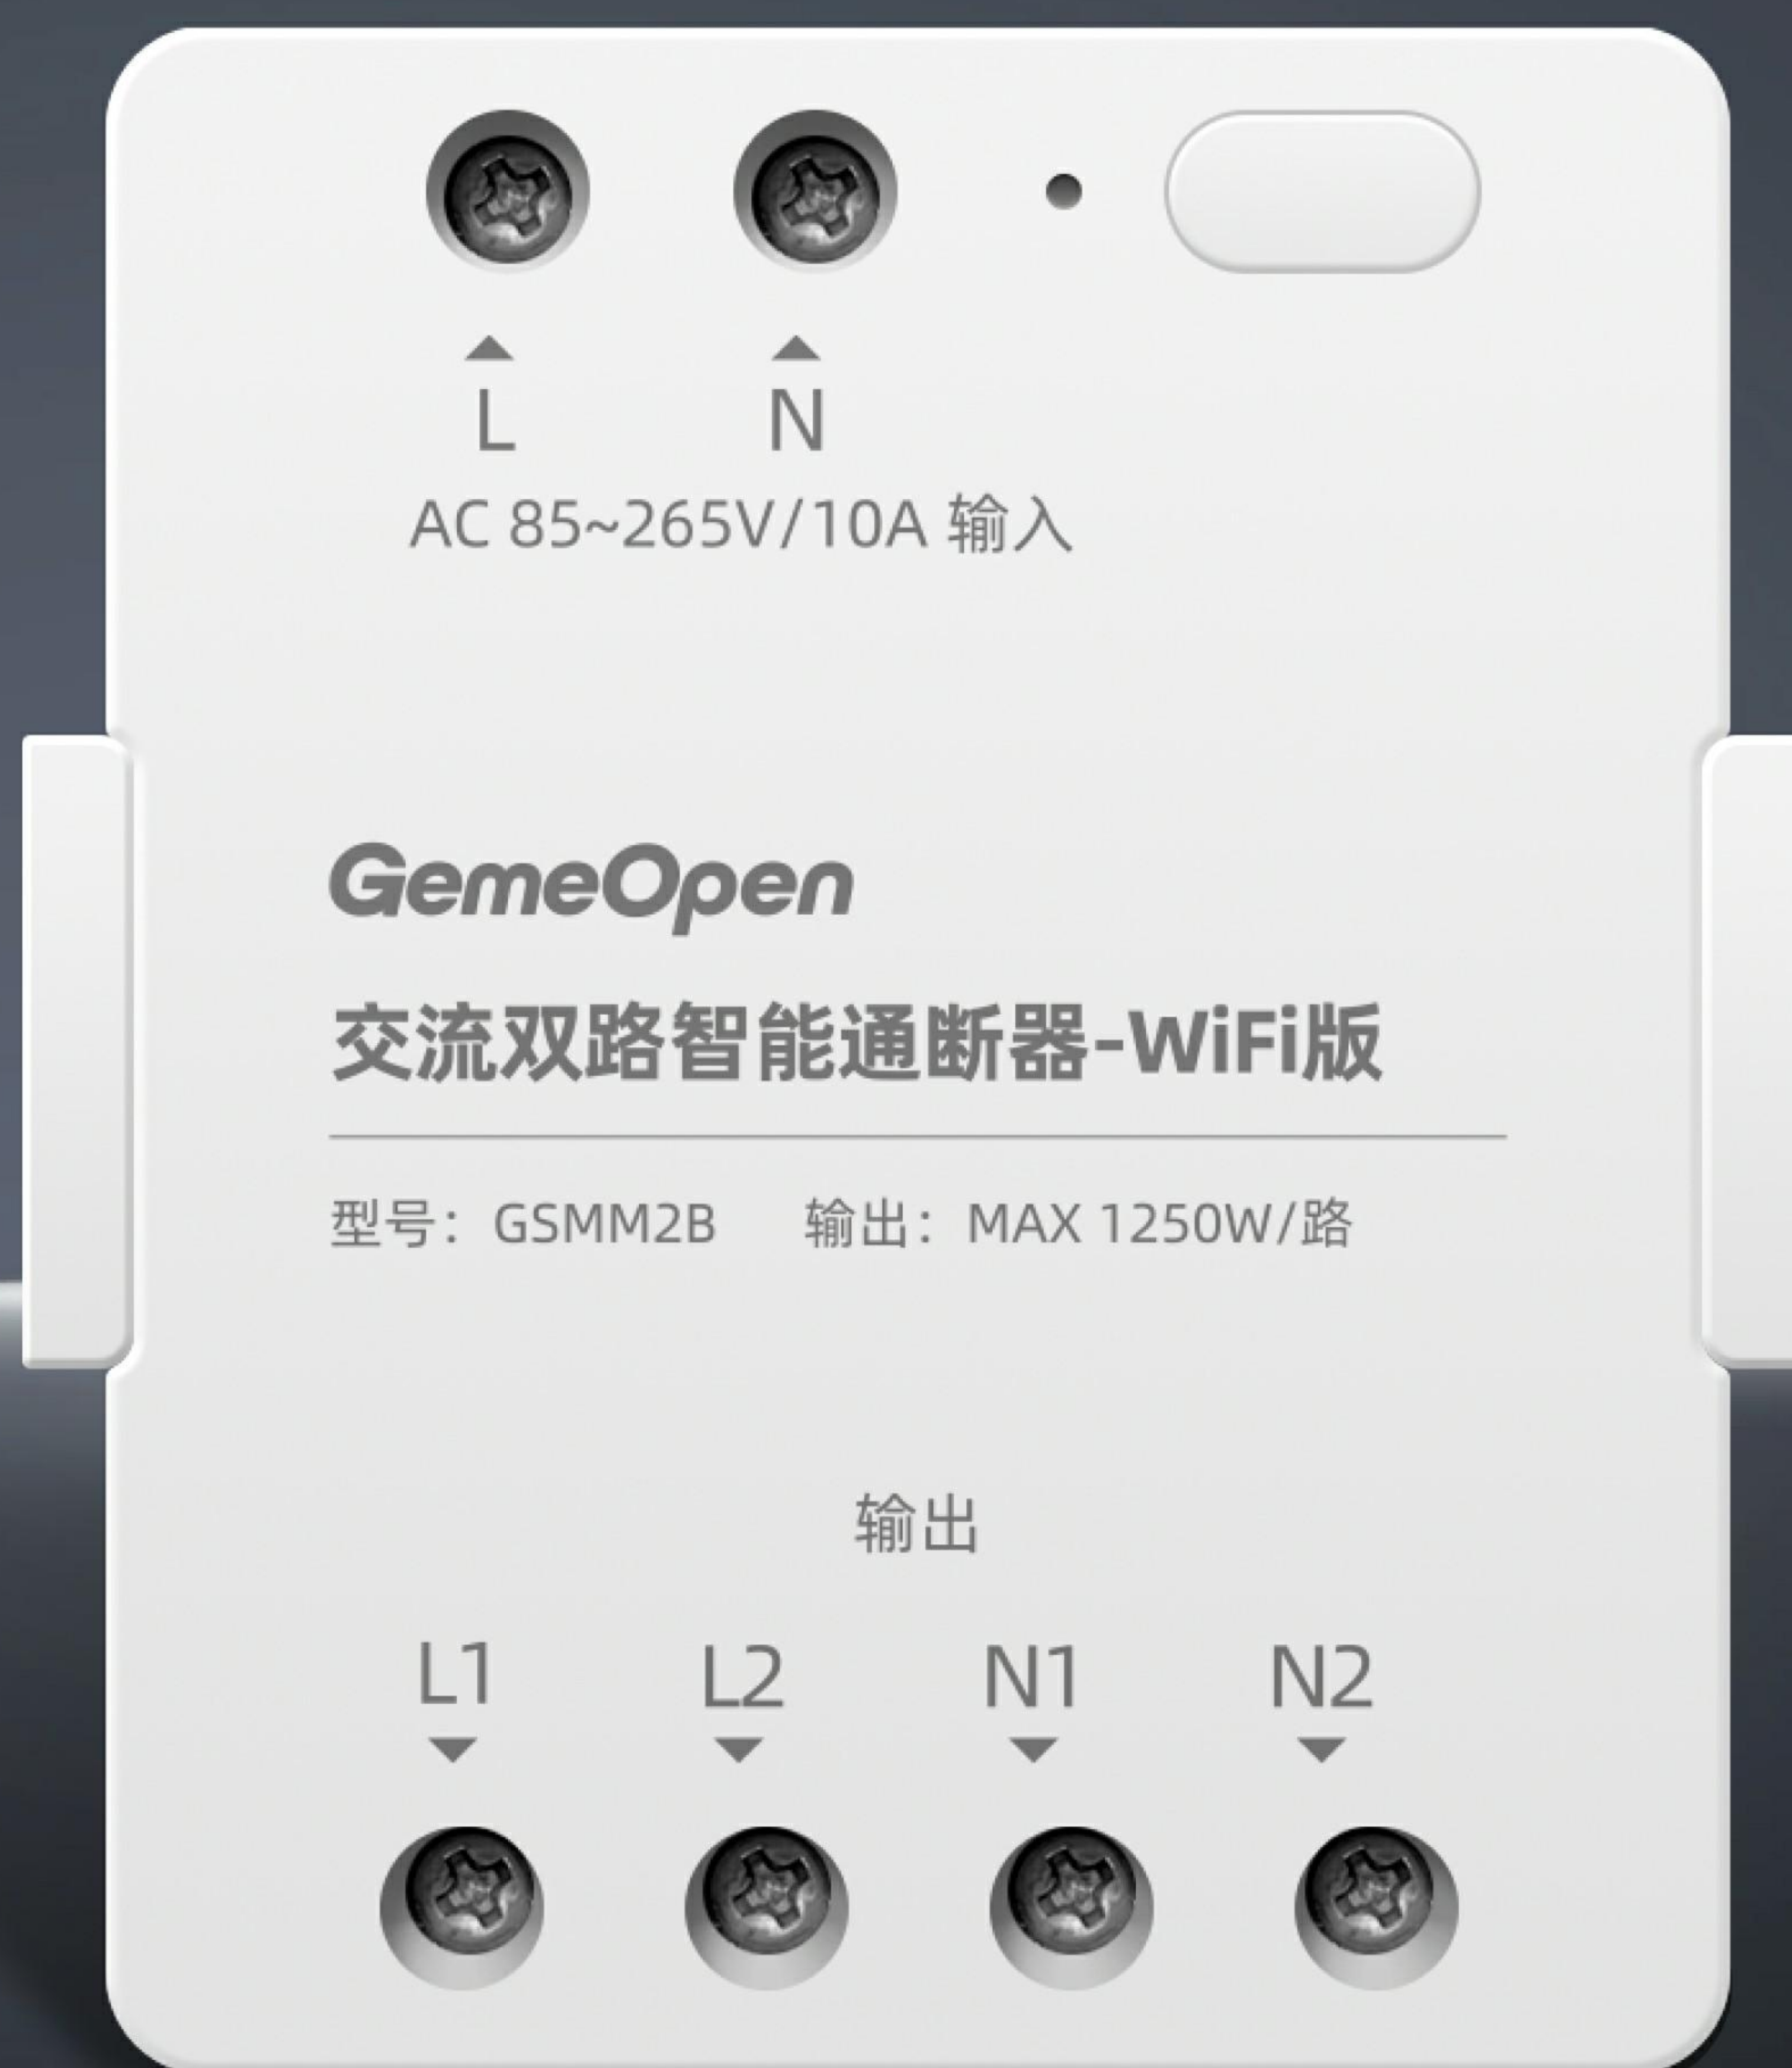 L N
AC 85~265V/10A 输入
GemeOpen
交流双路智能通断器-WiFi版
型号：GSMM2B 输出：MAX 1250W/路
输出
L1 L2 N1 N2